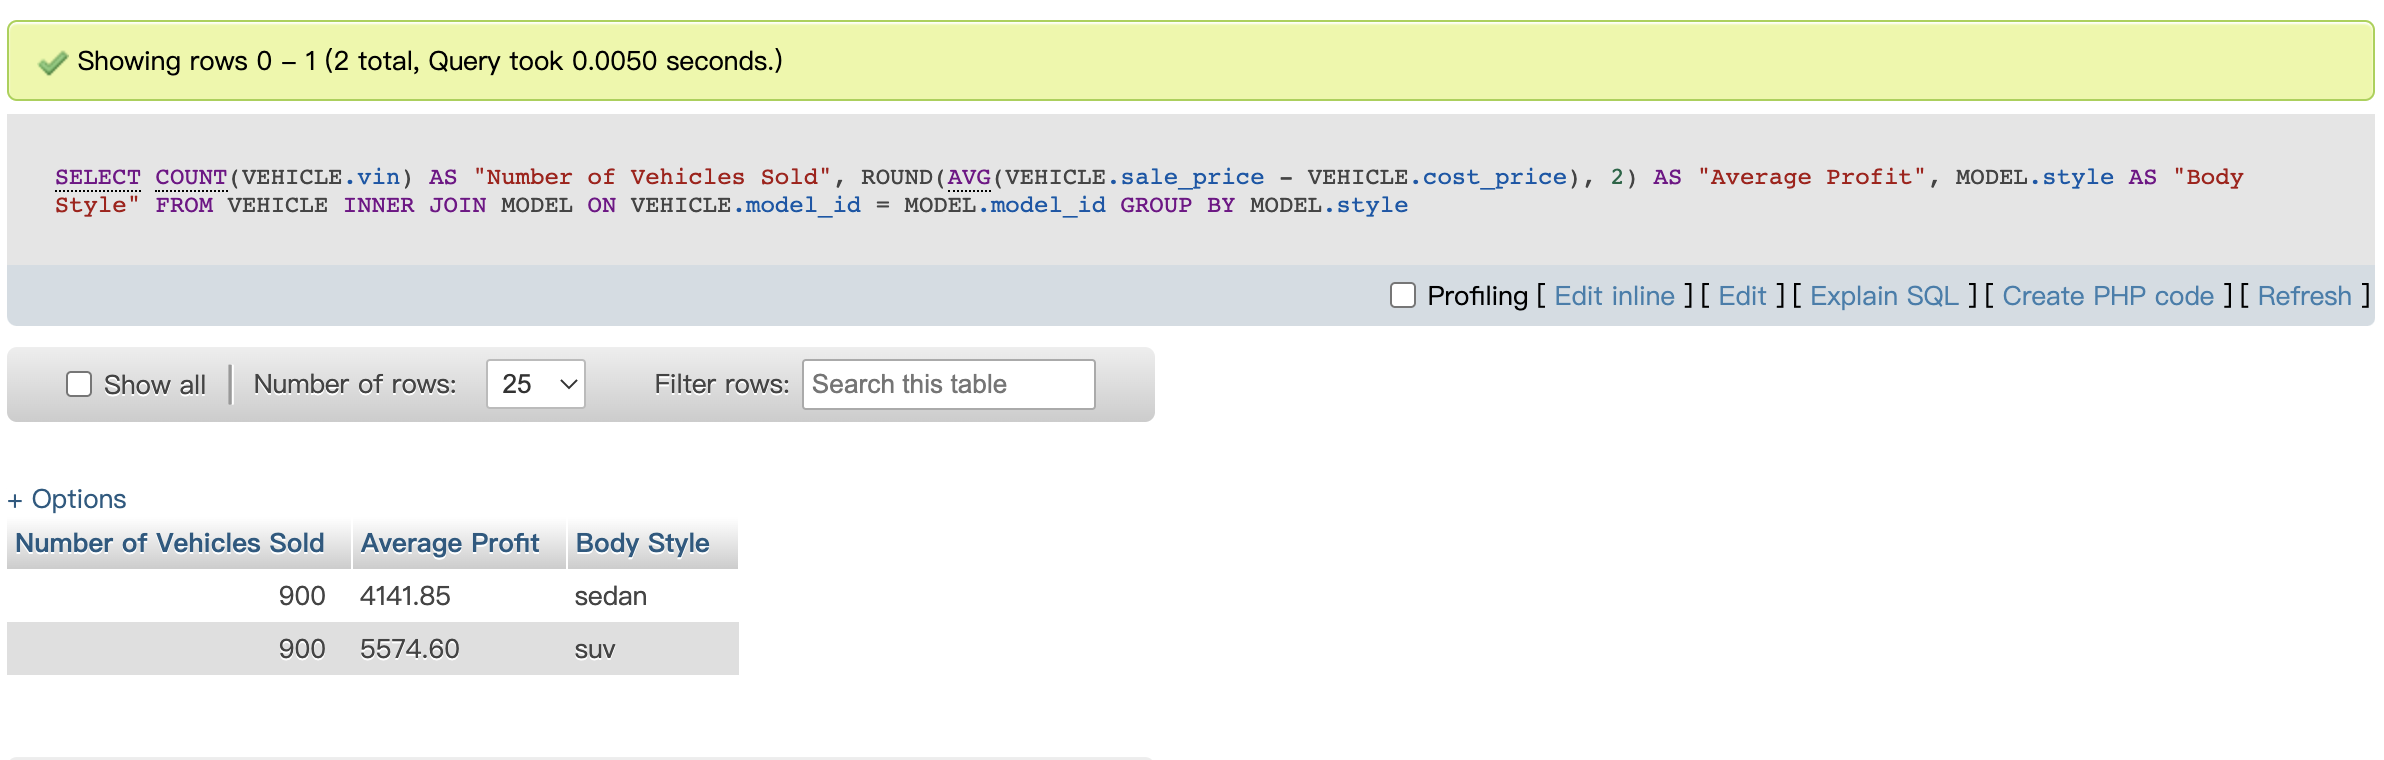 Showing rows 0 – 1 (2 total, Query took 0.0050 seconds.)
SELECT COUNT(VEHICLE.vin) AS "Number of Vehicles Sold", ROUND(AVG(VEHICLE.sale_price - VEHICLE.cost_price), 2) AS "Average Profit", MODEL.style AS "Body
Style" FROM VEHICLE INNER JOIN MODEL ON VEHICLE.model_id = MODEL.model_id GROUP BY MODEL.style
Profiling [ Edit inline ] [ Edit ] [ Explain SQL ] [ Create PHP code ] [ Refresh ]
Show all Number of rows: 25 Filter rows: Search this table
+ Options
Number of Vehicles Sold Average Profit Body Style
900 4141.85 sedan
900 5574.60 suv